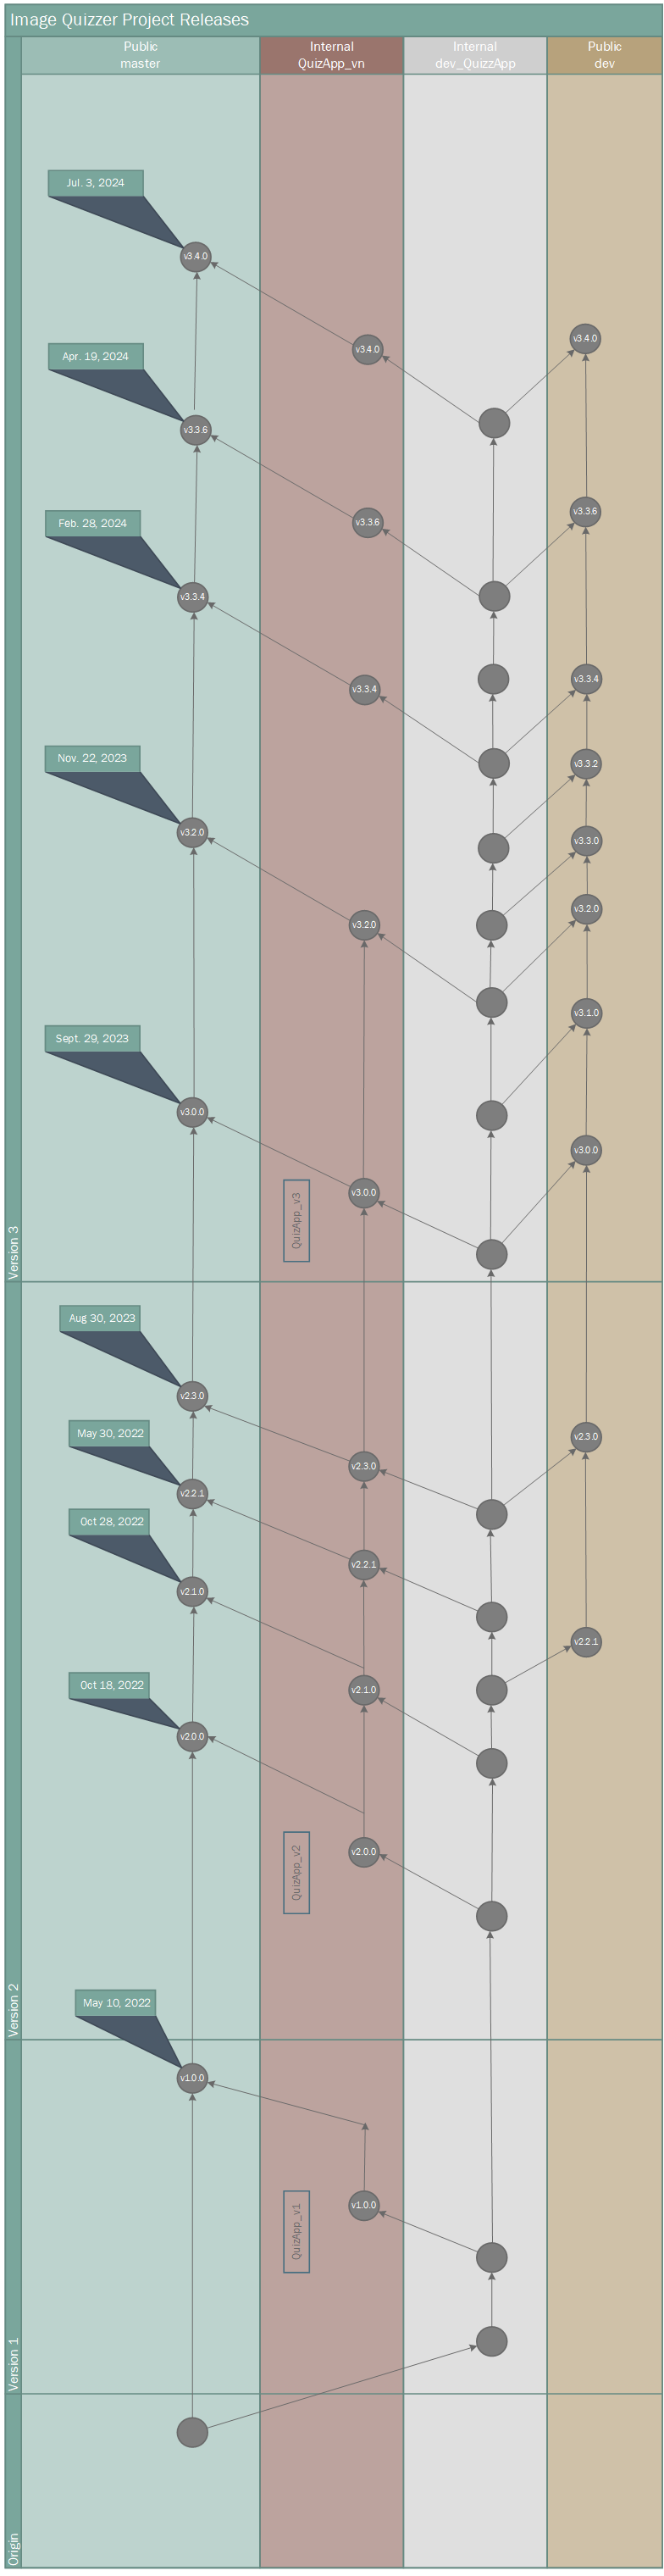 Image Quizzer Project Releases
Public
master
Internal
QuizApp_vn
Internal
dev_QuizzApp
Public
dev
Jul. 3, 2024
v3.4.0
v3.4.0
v3.4.0
Apr. 19, 2024
v3.3.6
v3.3.6
v3.3.6
Feb. 28, 2024
v3.3.4
v3.3.4
v3.3.4
Nov. 22, 2023
v3.3.2
v3.2.0
v3.3.0
v3.2.0
v3.2.0
v3.1.0
Sept. 29, 2023
v3.0.0
v3.0.0
v3.0.0
QuizApp_v3
Version 3
Aug 30, 2023
v2.3.0
v2.3.0
v2.3.0
May 30, 2022
v2.2.1
v2.2.1
Oct 28, 2022
v2.1.0
v2.2.1
Oct 18, 2022
v2.1.0
v2.0.0
v2.0.0
QuizApp_v2
Version 2
May 10, 2022
v1.0.0
v1.0.0
QuizApp_v1
Version 1
Origin